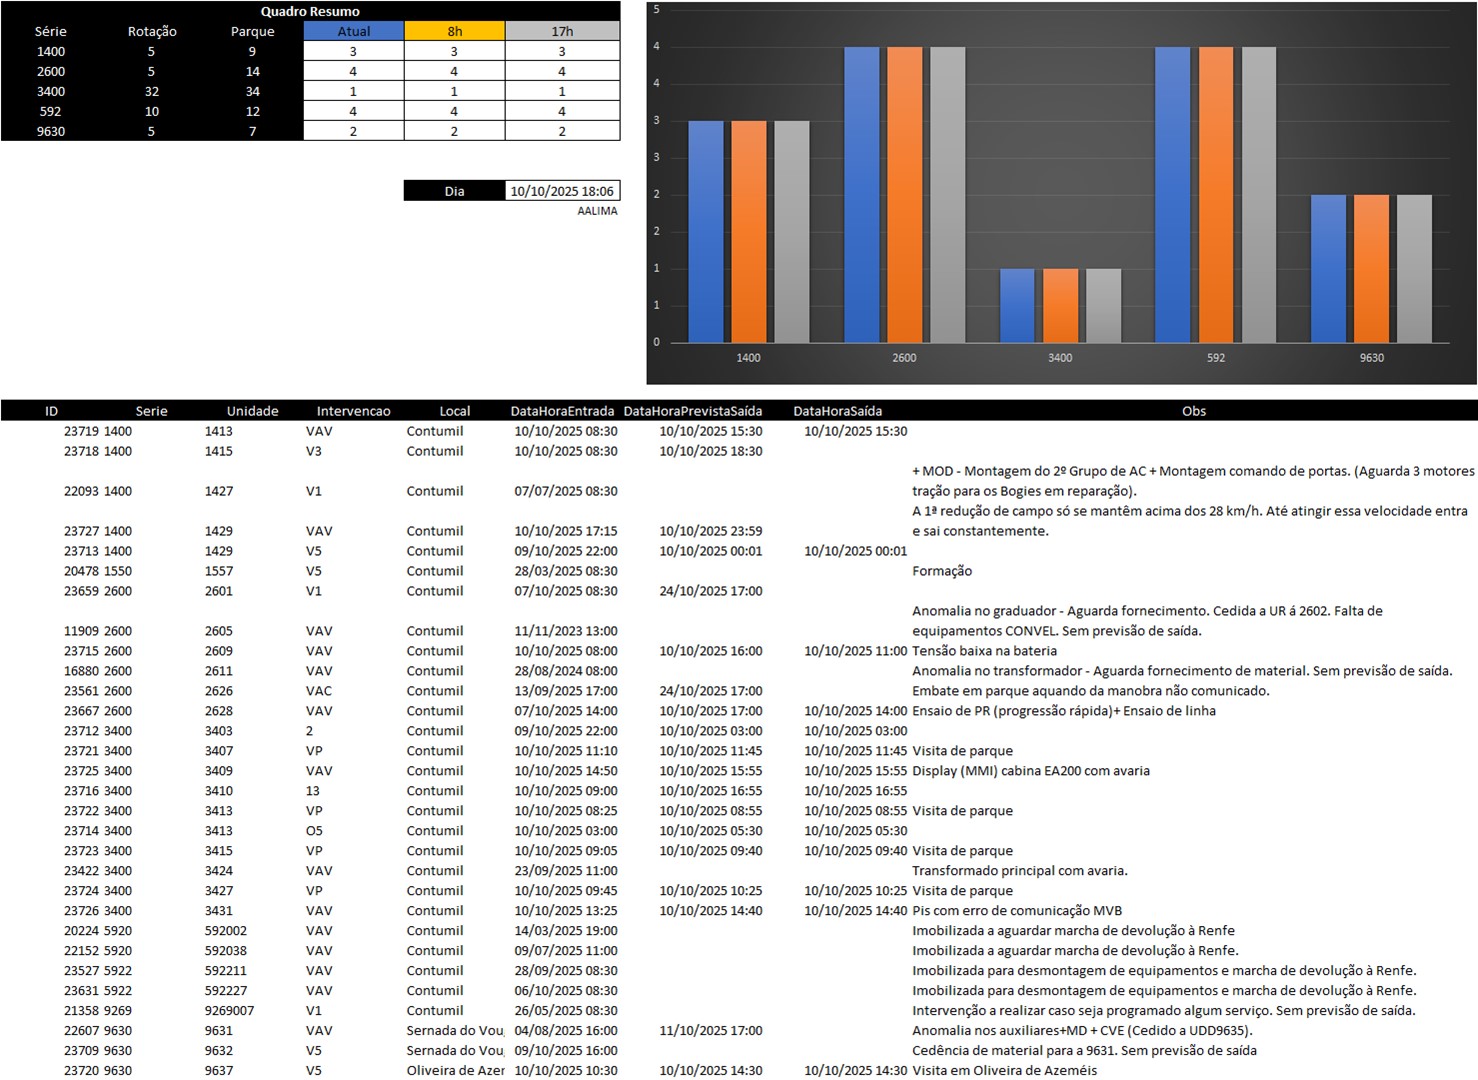 Quadro Resumo
Série Rotação Parque Atual 8h 17h
1400 5 9 3 3 3
2600 5 14 4 4 4
3400 32 34 1 1 1
592 10 12 4 4 4
9630 5 7 2 2 2
Dia 10/10/2025 18:06
AALIMA
5
4
4
3
3
2
2
1
1
0
1400 2600 3400 592 9630
ID Serie Unidade Intervencao Local DataHoraEntrada DataHoraPrevistaSaída DataHoraSaída Obs
23719 1400 1413 VAV Contumil 10/10/2025 08:30 10/10/2025 15:30 10/10/2025 15:30
23718 1400 1415 V3 Contumil 10/10/2025 08:30 10/10/2025 18:30
+ MOD - Montagem do 2º Grupo de AC + Montagem comando de portas. (Aguarda 3 motores
22093 1400 1427 V1 Contumil 07/07/2025 08:30 tração para os Bogies em reparação).
A 1ª redução de campo só se mantêm acima dos 28 km/h. Até atingir essa velocidade entra
23727 1400 1429 VAV Contumil 10/10/2025 17:15 10/10/2025 23:59 e sai constantemente.
23713 1400 1429 V5 Contumil 09/10/2025 22:00 10/10/2025 00:01 10/10/2025 00:01
20478 1550 1557 V5 Contumil 28/03/2025 08:30 Formação
23659 2600 2601 V1 Contumil 07/10/2025 08:30 24/10/2025 17:00
Anomalia no graduador - Aguarda fornecimento. Cedida a UR á 2602. Falta de
11909 2600 2605 VAV Contumil 11/11/2023 13:00 equipamentos CONVEL. Sem previsão de saída.
23715 2600 2609 VAV Contumil 10/10/2025 08:00 10/10/2025 16:00 10/10/2025 11:00 Tensão baixa na bateria
16880 2600 2611 VAV Contumil 28/08/2024 08:00 Anomalia no transformador - Aguarda fornecimento de material. Sem previsão de saída.
23561 2600 2626 VAC Contumil 13/09/2025 17:00 24/10/2025 17:00 Embate em parque aquando da manobra não comunicado.
23667 2600 2628 VAV Contumil 07/10/2025 14:00 10/10/2025 17:00 10/10/2025 14:00 Ensaio de PR (progressão rápida)+ Ensaio de linha
23712 3400 3403 2 Contumil 09/10/2025 22:00 10/10/2025 03:00 10/10/2025 03:00
23721 3400 3407 VP Contumil 10/10/2025 11:10 10/10/2025 11:45 10/10/2025 11:45 Visita de parque
23725 3400 3409 VAV Contumil 10/10/2025 14:50 10/10/2025 15:55 10/10/2025 15:55 Display (MMI) cabina EA200 com avaria
23716 3400 3410 13 Contumil 10/10/2025 09:00 10/10/2025 16:55 10/10/2025 16:55
23722 3400 3413 VP Contumil 10/10/2025 08:25 10/10/2025 08:55 10/10/2025 08:55 Visita de parque
23714 3400 3413 O5 Contumil 10/10/2025 03:00 10/10/2025 05:30 10/10/2025 05:30
23723 3400 3415 VP Contumil 10/10/2025 09:05 10/10/2025 09:40 10/10/2025 09:40 Visita de parque
23422 3400 3424 VAV Contumil 23/09/2025 11:00 Transformado principal com avaria.
23724 3400 3427 VP Contumil 10/10/2025 09:45 10/10/2025 10:25 10/10/2025 10:25 Visita de parque
23726 3400 3431 VAV Contumil 10/10/2025 13:25 10/10/2025 14:40 10/10/2025 14:40 Pis com erro de comunicação MVB
20224 5920 592002 VAV Contumil 14/03/2025 19:00 Imobilizada a aguardar marcha de devolução à Renfe
22152 5920 592038 VAV Contumil 09/07/2025 11:00 Imobilizada a aguardar marcha de devolução à Renfe.
23527 5922 592211 VAV Contumil 28/09/2025 08:30 Imobilizada para desmontagem de equipamentos e marcha de devolução à Renfe.
23631 5922 592227 VAV Contumil 06/10/2025 08:30 Imobilizada para desmontagem de equipamentos e marcha de devolução à Renfe.
21358 9269 9269007 V1 Contumil 26/05/2025 08:30 Intervenção a realizar caso seja programado algum serviço. Sem previsão de saída.
22607 9630 9631 VAV Sernada do Vou 04/08/2025 16:00 11/10/2025 17:00 Anomalia nos auxiliares+MD + CVE (Cedido a UDD9635).
23709 9630 9632 V5 Sernada do Vou 09/10/2025 16:00 Cedência de material para a 9631. Sem previsão de saída
23720 9630 9637 V5 Oliveira de Azer 10/10/2025 10:30 10/10/2025 14:30 10/10/2025 14:30 Visita em Oliveira de Azeméis